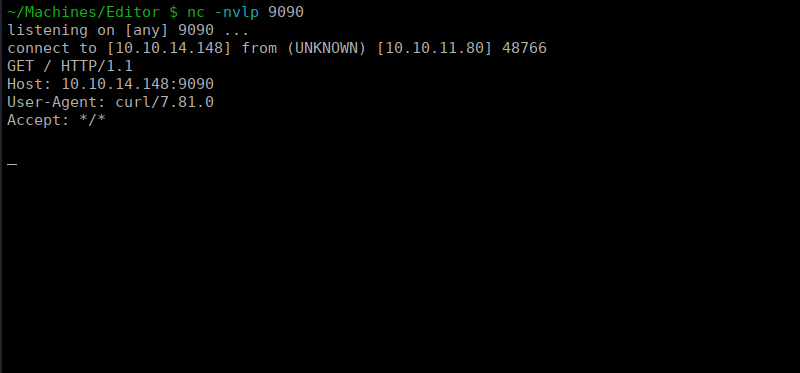 ~/Machines/Editor $ nc -nvlp 9090
listening on [any] 9090 ...
connect to [10.10.14.148] from (UNKNOWN) [10.10.11.80] 48766
GET / HTTP/1.1
Host: 10.10.14.148:9090
User-Agent: curl/7.81.0
Accept: */*